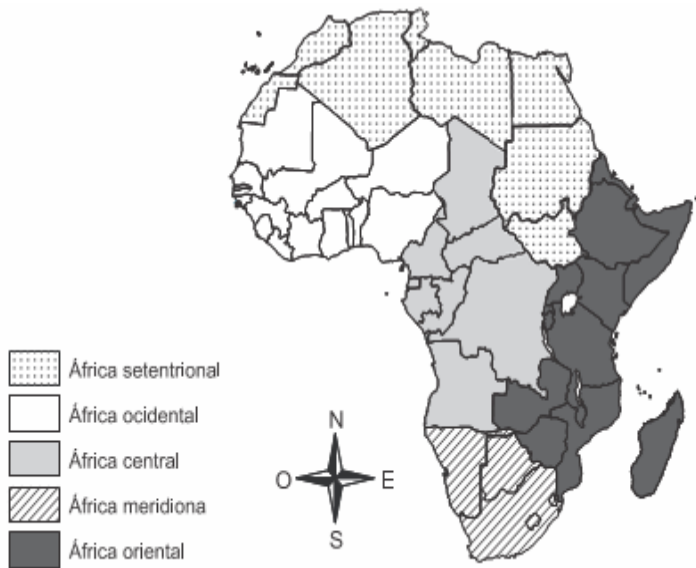 África setentrional
África ocidental
África central
África meridiona
África oriental
N
O
E
S